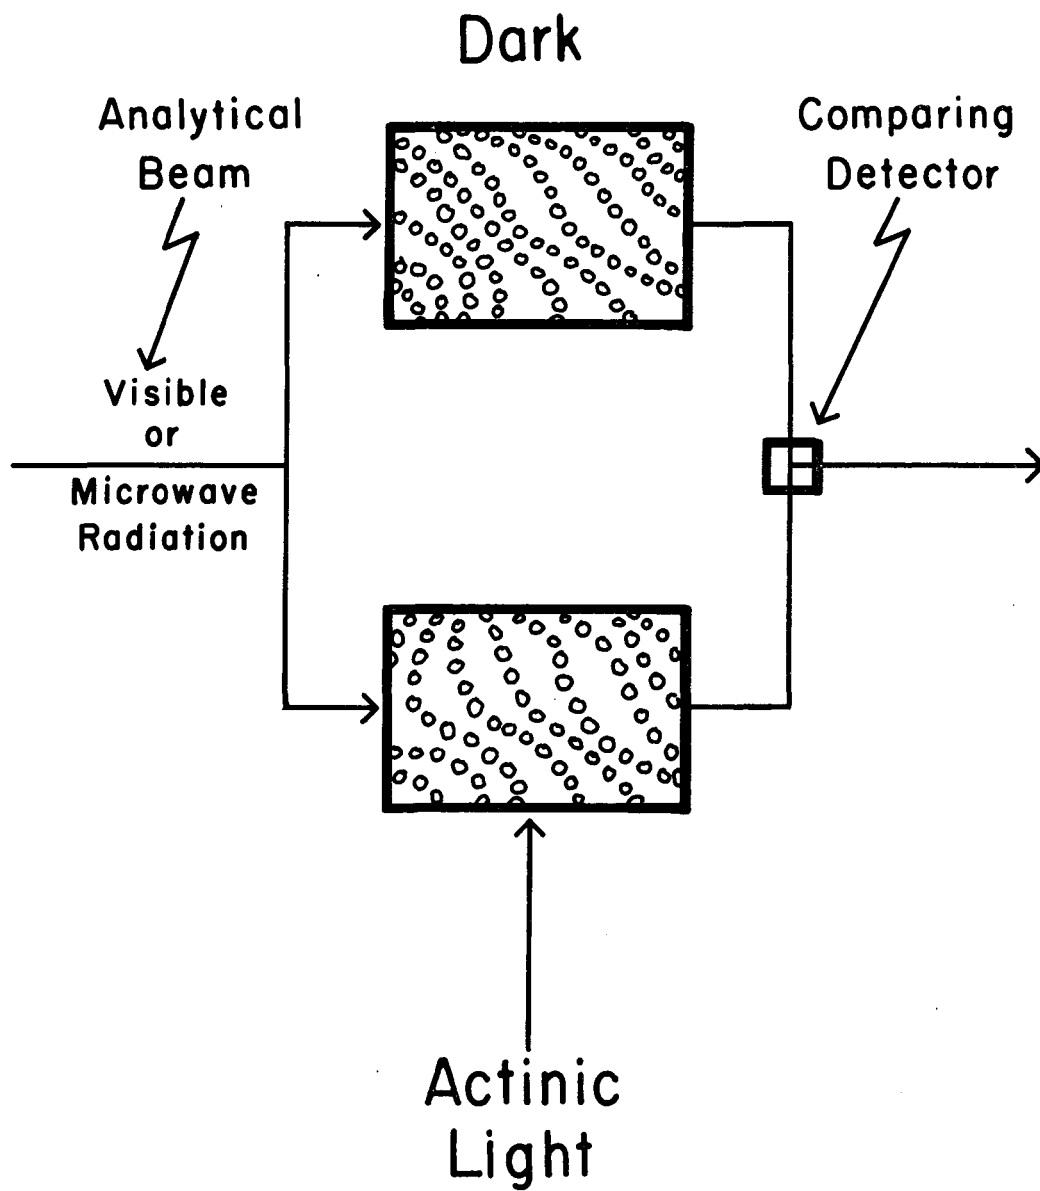 Dark
Analytical
Beam
Comparing
Detector
Visible
or
Microwave
Radiation
Actinic
Light